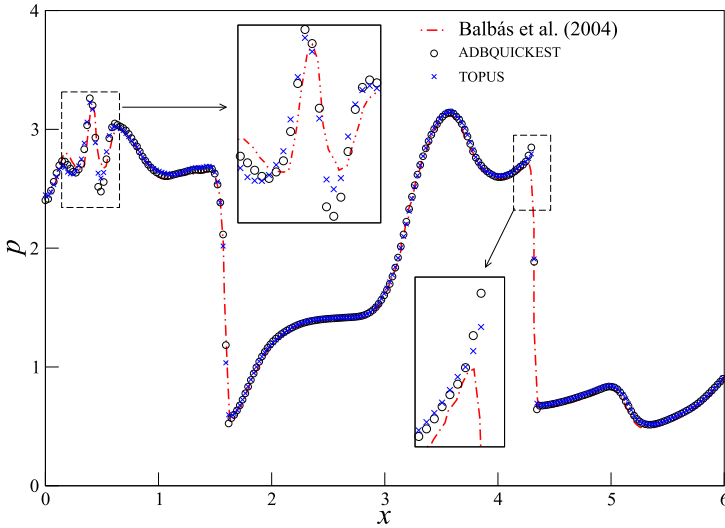 4
3
2
1
0
p
Balbás et al. (2004)
ADBQUICKEST
TOPUS
0 1 2 3 4 5 6
x